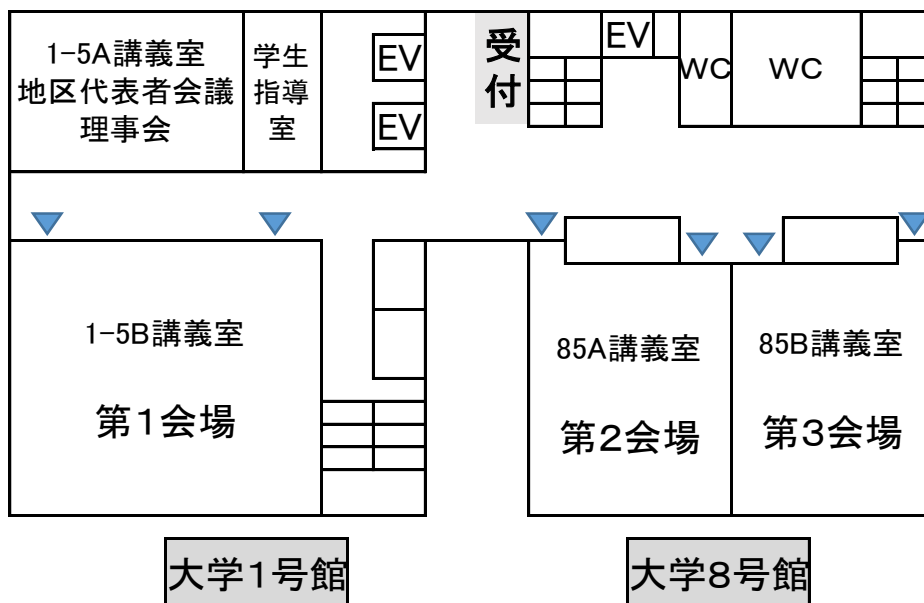 1-5A講義室
地区代表者会議
理事会
学生
指導
室
EV
EV
受
付
EV
WC
WC
1-5B講義室
第1会場
85A講義室
第2会場
85B講義室
第3会場
大学1号館
大学8号館